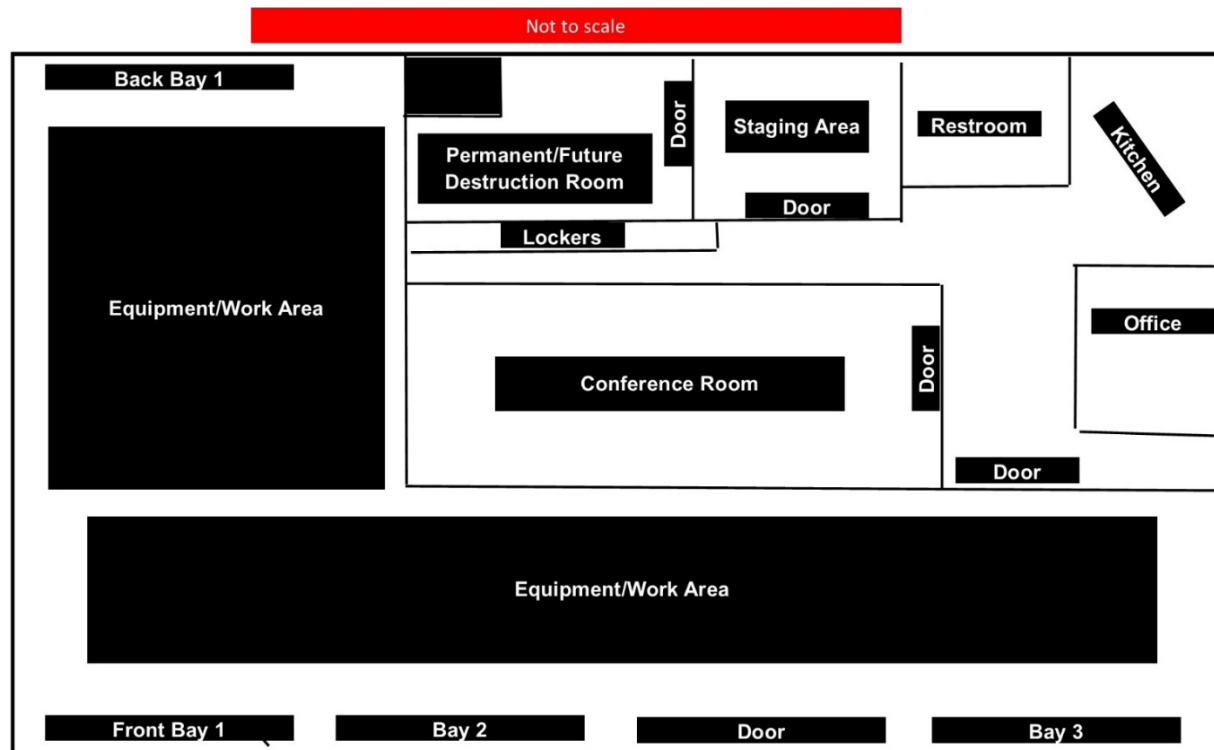 Not to scale
Back Bay 1
Door
Staging Area
Restroom
Kitchen
Permanent/Future
Destruction Room
Door
Lockers
Equipment/Work Area
Office
Door
Conference Room
Door
Equipment/Work Area
Front Bay 1
Bay 2
Door
Bay 3